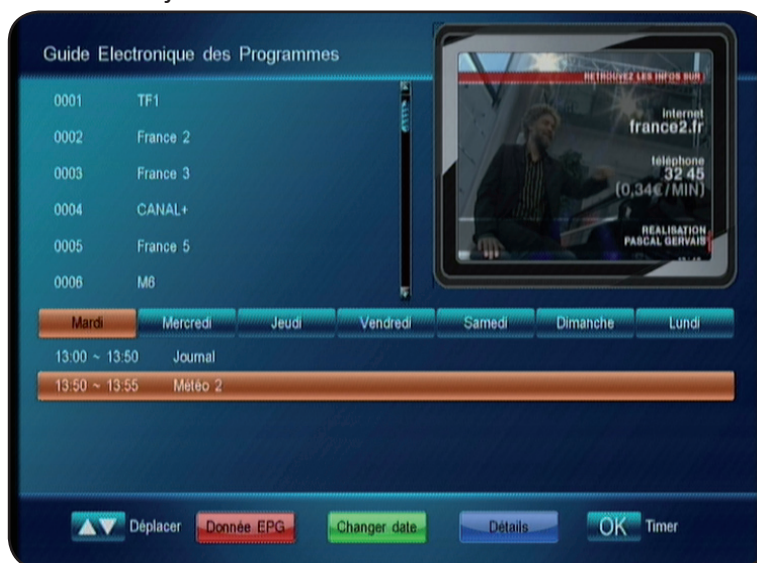 Guide Electronique des Programmes
0001 TF1
0002 France 2
0003 France 3
0004 CANAL+
0005 France 5
0006 M6
RETROUVEZ LES INFOS SUR
internet
france2.fr
téléphone
32 45
(0,34€/MIN)
REALISATION
PASCAL GERVAIS
Mardi Mercredi Jeudi Vendredi Samedi Dimanche Lundi
13:00 ~ 13:50 Journal
13:50 ~ 13:55 Météo 2
Déplacer Donnée EPG Changer date Détails OK Timer